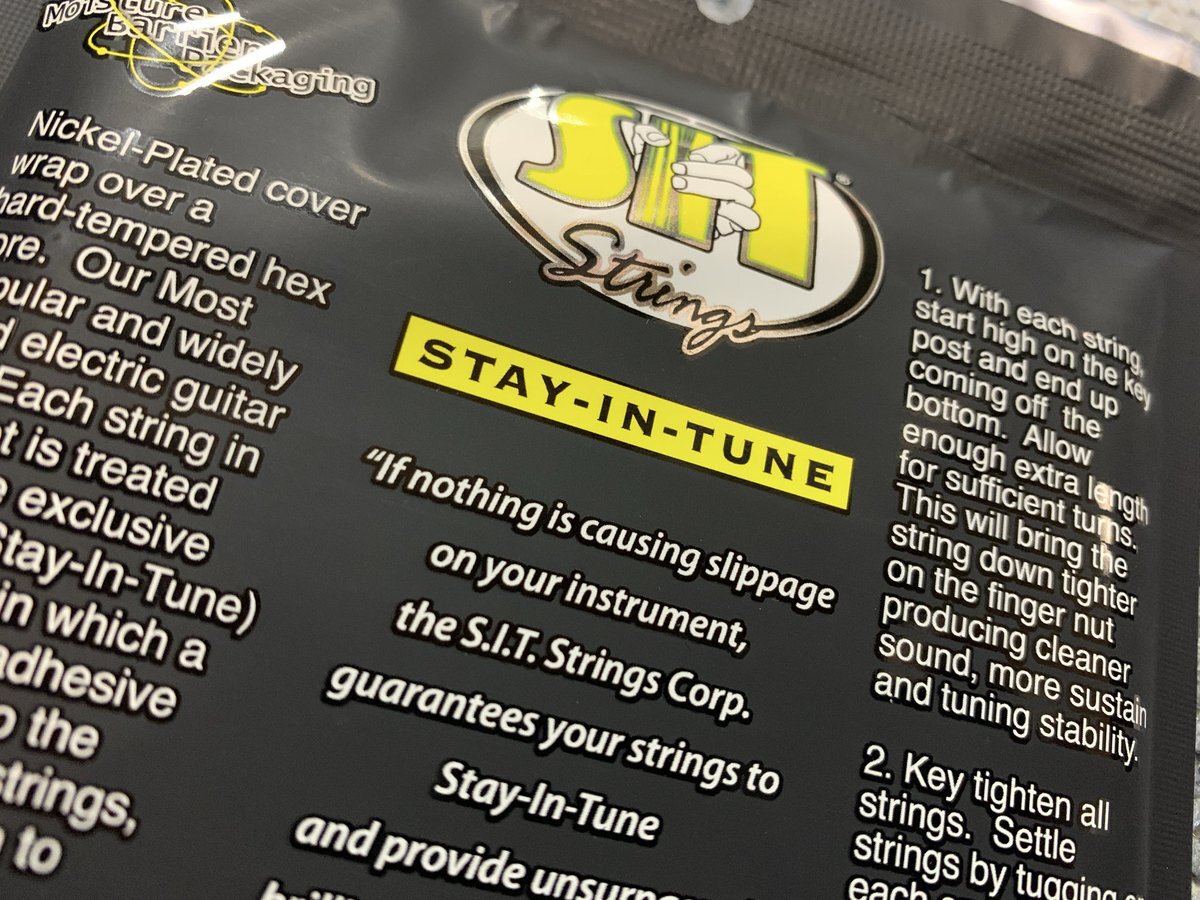 Moisture
Barrier
Packaging
Nickel-Plated cover
wrap over a
hard-tempered hex
Our Most
and widely
electric guitar
Each string in
is treated
exclusive
Stay-In-Tune)
in which a
adhesive
the
strings,
to
SIT
Strings
®
STAY-IN-TUNE
“If nothing is causing slippage
on your instrument,
the S.I.T. Strings Corp.
guarantees your strings to
Stay-In-Tune
and provide
1. With each string,
start high on the key
post and end up
coming off the
bottom. Allow
enough extra length
for sufficient turns.
This will bring the
string down tighter
on the finger nut
producing cleaner
sound, more sustain
and tuning stability.
2. Key tighten all
strings. Settle
strings by tugging
each